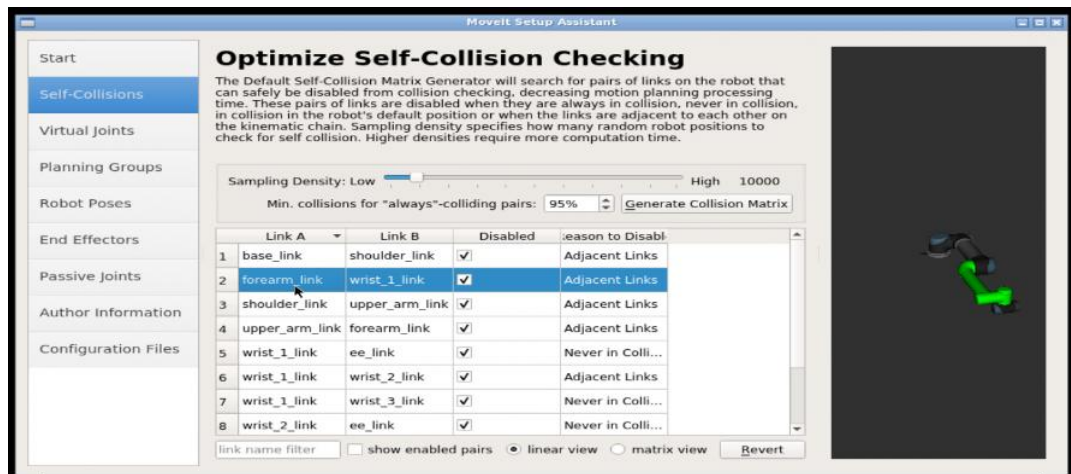 MoveIt Setup Assistant
Start
Self-Collisions
Virtual Joints
Planning Groups
Robot Poses
End Effectors
Passive Joints
Author Information
Configuration Files
Optimize Self-Collision Checking
The Default Self-Collision Matrix Generator will search for pairs of links on the robot that
can safely be disabled from collision checking, decreasing motion planning processing
time. These pairs of links are disabled when they are always in collision, never in collision,
in collision in the robot's default position or when the links are adjacent to each other on
the kinematic chain. Sampling density specifies how many random robot positions to
check for self collision. Higher densities require more computation time.
Sampling Density: Low High 10000
Min. collisions for "always"-colliding pairs: 95% Generate Collision Matrix
Link A Link B Disabled eason to Disabl
1 base_link shoulder_link Adjacent Links
2 forearm_link wrist_1_link Adjacent Links
3 shoulder_link upper_arm_link Adjacent Links
4 upper_arm_link forearm_link Adjacent Links
5 wrist_1_link ee_link Never in Colli...
6 wrist_1_link wrist_2_link Adjacent Links
7 wrist_1_link wrist_3_link Never in Colli...
8 wrist_2_link ee_link Never in Colli...
link name filter show enabled pairs linear view matrix view Revert